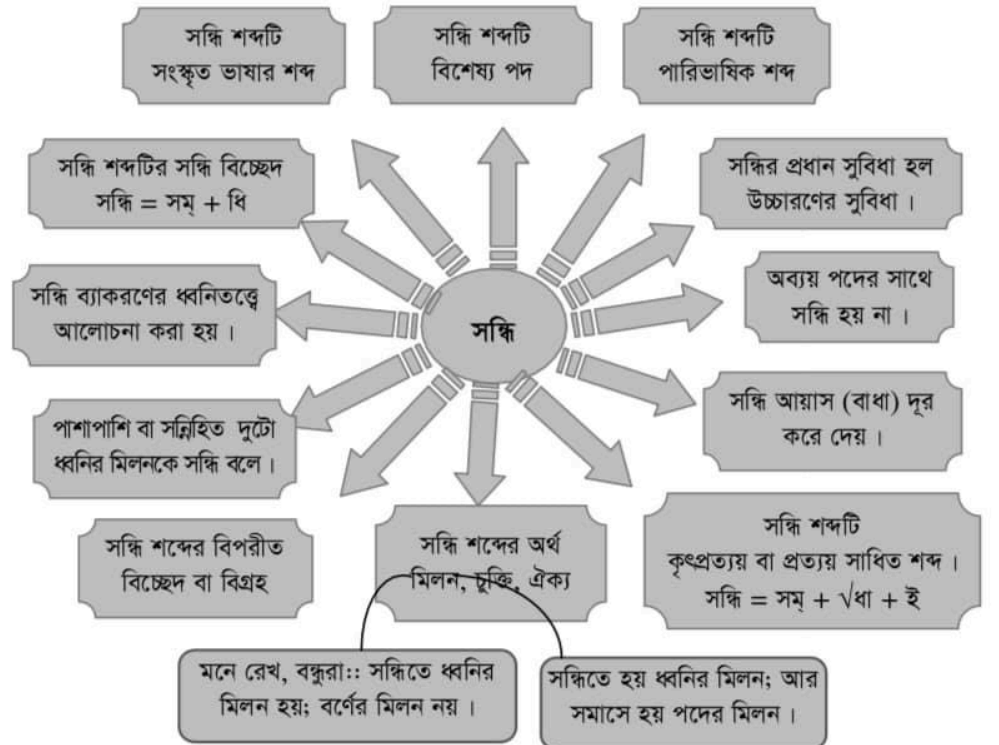 সন্ধি শব্দটি
সংস্কৃত ভাষার শব্দ
সন্ধি শব্দটি
বিশেষ্য পদ
সন্ধি শব্দটি
পারিভাষিক শব্দ
সন্ধি শব্দটির সন্ধি বিচ্ছেদ
সন্ধি = সম্ + ধি
সন্ধির প্রধান সুবিধা হল
উচ্চারণের সুবিধা ।
সন্ধি ব্যাকরণের ধ্বনিতত্ত্বে
আলোচনা করা হয় ।
সন্ধি
অব্যয় পদের সাথে
সন্ধি হয় না ।
পাশাপাশি বা সন্নিহিত দুটো
ধ্বনির মিলনকে সন্ধি বলে ।
সন্ধি আয়াস (বাধা) দূর
করে দেয় ।
সন্ধি শব্দের বিপরীত
বিচ্ছেদ বা বিগ্রহ
সন্ধি শব্দের অর্থ
মিলন, চুক্তি, ঐক্য
সন্ধি শব্দটি
কৃৎপ্রত্যয় বা প্রত্যয় সাধিত শব্দ ।
সন্ধি = সম্ + √ধা + ই
মনে রেখ, বন্ধুরা:: সন্ধিতে ধ্বনির
মিলন হয়; বর্ণের মিলন নয় ।
সন্ধিতে হয় ধ্বনির মিলন; আর
সমাসে হয় পদের মিলন ।